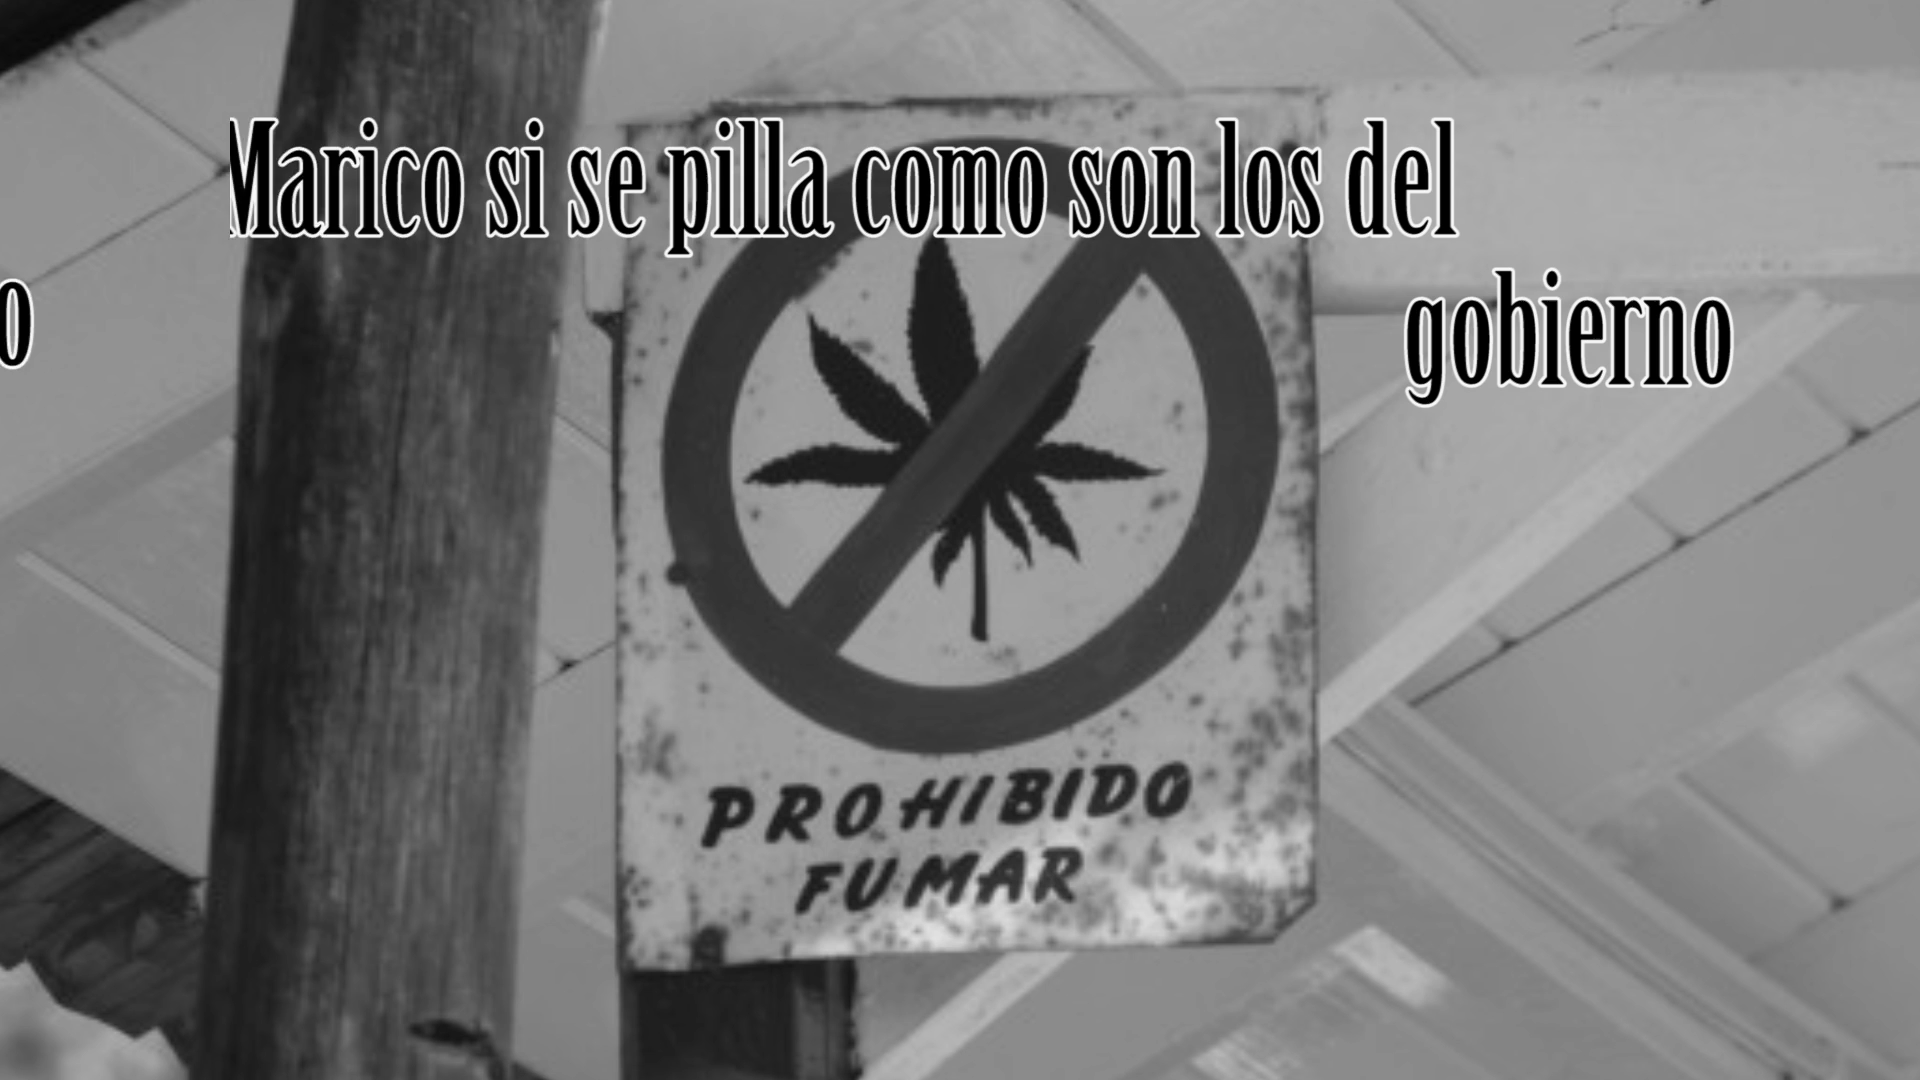 Marico si se pilla como son los del
gobierno
o
PROHIBIDO
FUMAR